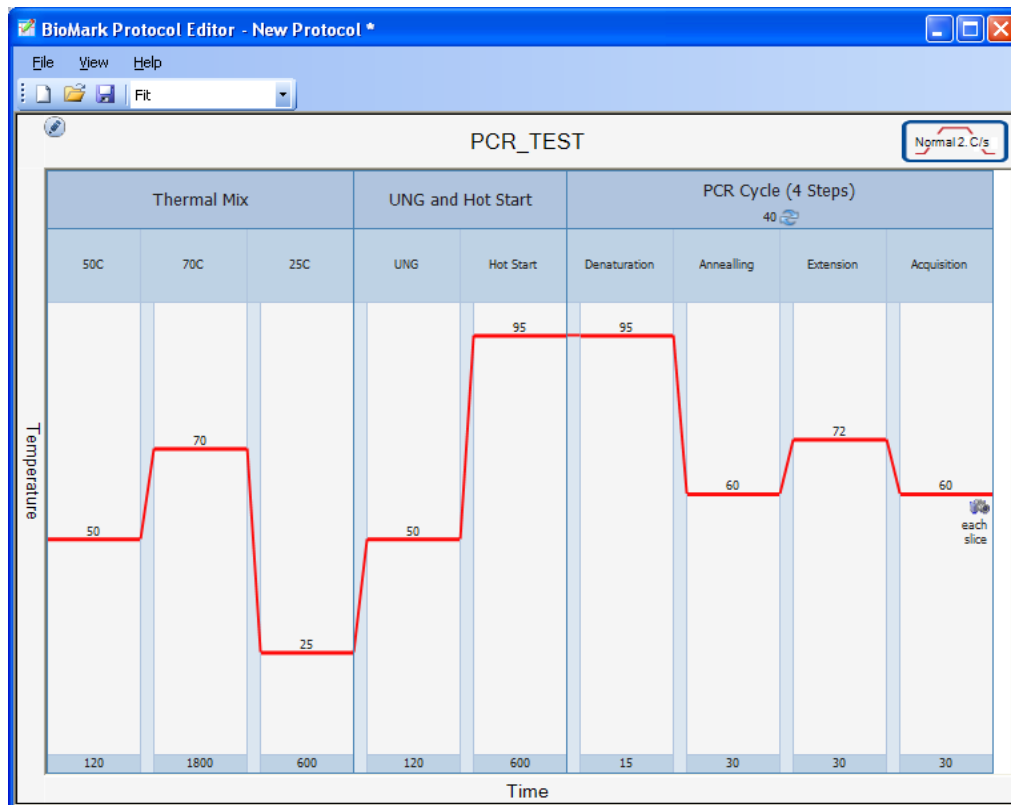 BioMark Protocol Editor - New Protocol *
File View Help
Fit
PCR_TEST
Normal 2. C/s
Thermal Mix
UNG and Hot Start
PCR Cycle (4 Steps)
40
50C 70C 25C UNG Hot Start Denaturation Annealling Extension Acquisition
95 95
72
70
60 60
50 50
each
slice
25
Temperature
120 1800 600 120 600 15 30 30 30
Time